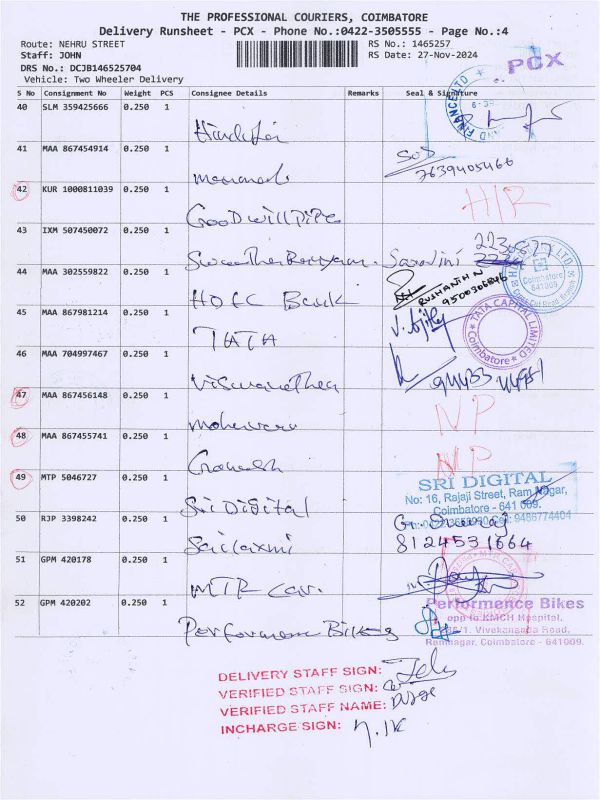 THE PROFESSIONAL COURIERS, COIMBATORE
Delivery Runsheet - PCX - Phone No.:0422-3505555 - Page No.:4
Route: NEHRU STREET
RS No.: 1465257
Staff: JOHN
RS Date: 27-Nov-2024
DRS No.: DCJB146525704
Vehicle: Two Wheeler Delivery
PCX
S No Consignment No Weight PCS Consignee Details Remarks Seal & Signature
40 SLM 359425666 0.250 1
41 MAA 867454914 0.250 1
7639405466
42 KUR 1000811039 0.250 1 H/R
Goodwill Pipe
43 IXM 507450072 0.250 1
Sarojini
44 MAA 302559822 0.250 1
HDFC Bank
RUSHANTH N
9500306846
Coimbatore
641009
45 MAA 867981214 0.250 1
TATA
TATA CAPITAL LIMITED
Coimbatore
46 MAA 704997467 0.250 1
47 MAA 867456148 0.250 1 NP
48 MAA 867455741 0.250 1 NP
Ganesh
49 MTP 5046727 0.250 1
Sri Digital
SRI DIGITAL
No: 16, Rajaji Street, Ram Nagar,
Coimbatore - 641 009.
50 RJP 3398242 0.250 1
Sailaxmi
8124531664
51 GPM 420178 0.250 1
MTR Car.
52 GPM 420202 0.250 1
Performance Bikes
Performance Bikes
opp to KMCH Hospital,
Vivekananda Road,
Ramnagar, Coimbatore - 641009.
DELIVERY STAFF SIGN:
VERIFIED STAFF SIGN:
VERIFIED STAFF NAME:
INCHARGE SIGN: